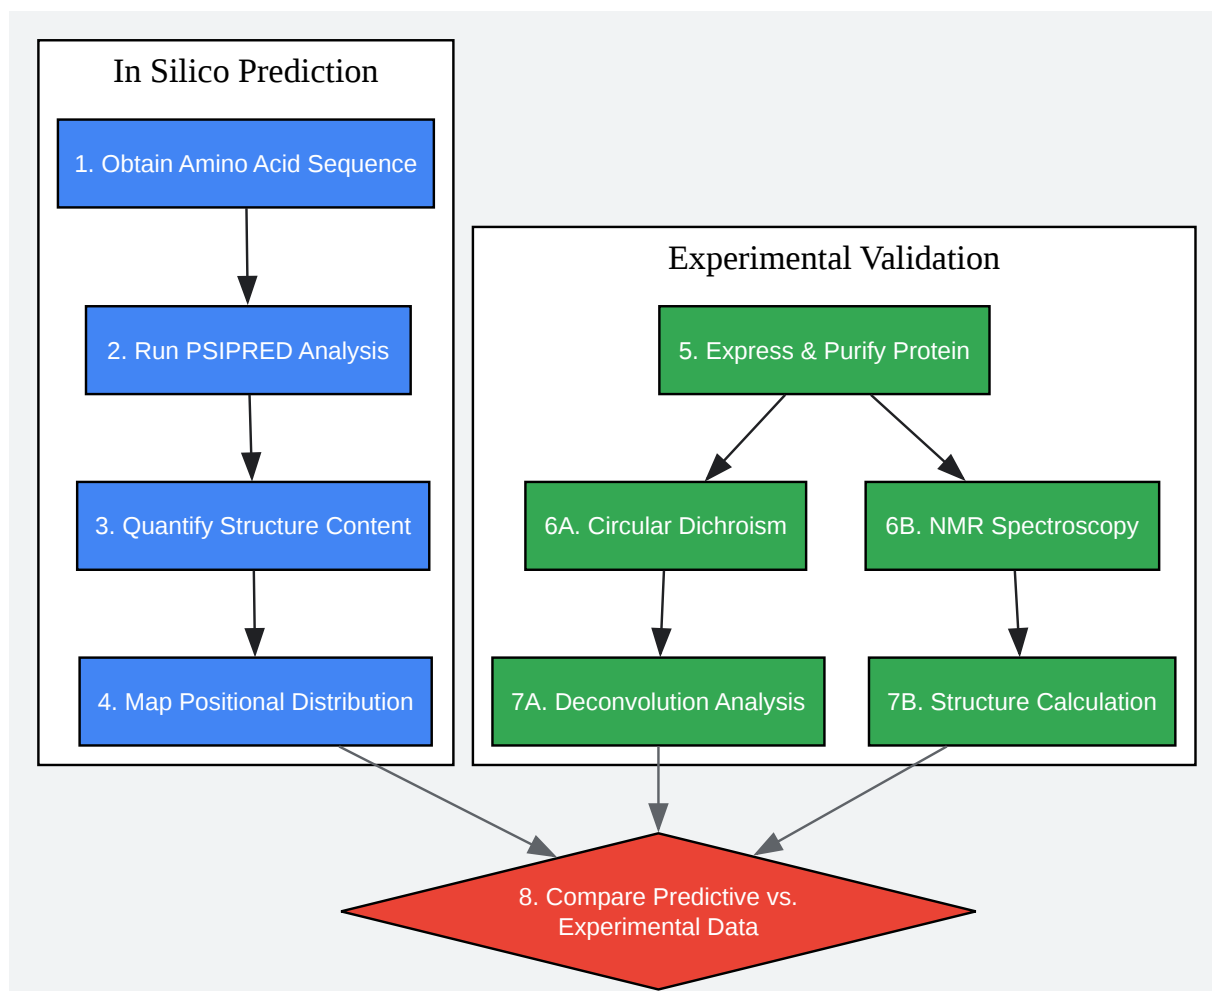 In Silico Prediction
1. Obtain Amino Acid Sequence
2. Run PSIPRED Analysis
3. Quantify Structure Content
4. Map Positional Distribution
Experimental Validation
5. Express & Purify Protein
6A. Circular Dichroism
6B. NMR Spectroscopy
7A. Deconvolution Analysis
7B. Structure Calculation
8. Compare Predictive vs.
Experimental Data